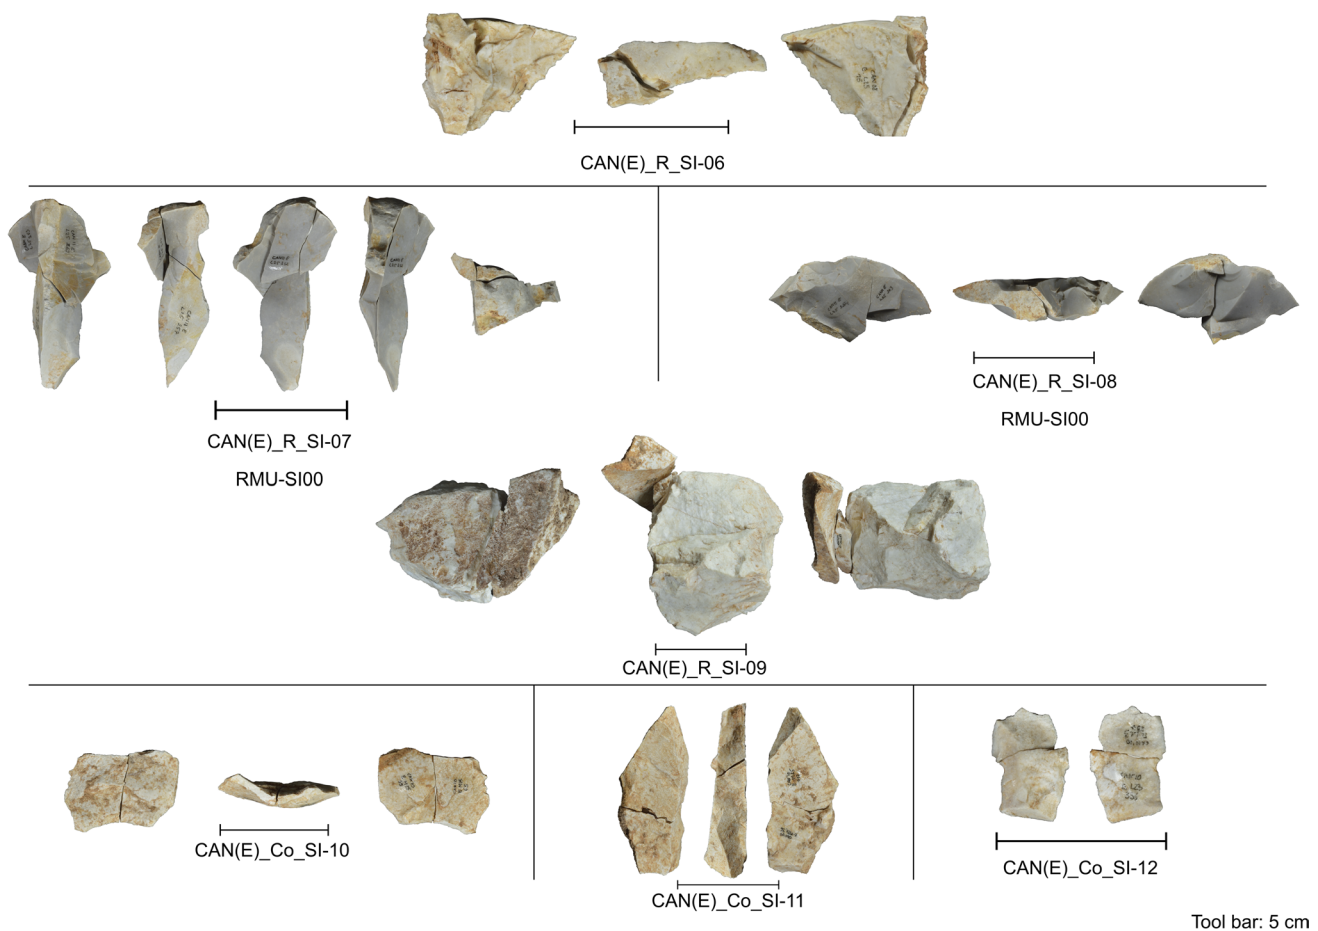 CAN(E)_R_SI-06
CAN(E)_R_SI-07
RMU-SI00
CAN(E)_R_SI-08
RMU-SI00
CAN(E)_R_SI-09
CAN(E)_Co_SI-10
CAN(E)_Co_SI-11
CAN(E)_Co_SI-12
Tool bar: 5 cm